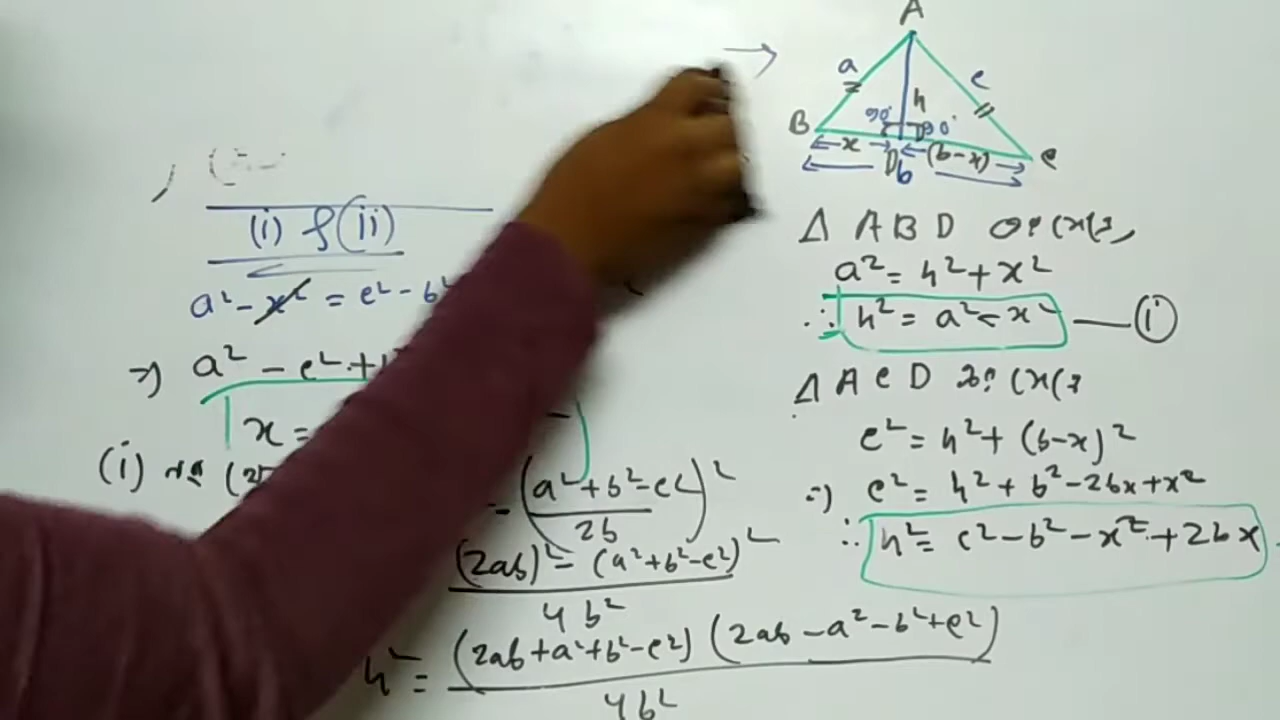 A
a
c
h
B
90°
90°
C
x
D
(b-x)
b
(i) ও (ii)
a² - x² = c² - b²
⇒ a² - c² +
x =
(i) নং
Δ ABD
a² = h² + x²
∴ h² = a² - x² — (i)
Δ ACD
c² = h² + (b-x)²
⇒ c² = h² + b² - 2bx + x²
∴ h² = c² - b² - x² + 2bx
- (a² + b² - c²)²
2b
(2ab)² - (a² + b² - c²)²
4b²
h² = (2ab + a² + b² - c²) (2ab - a² - b² + c²)
4b²